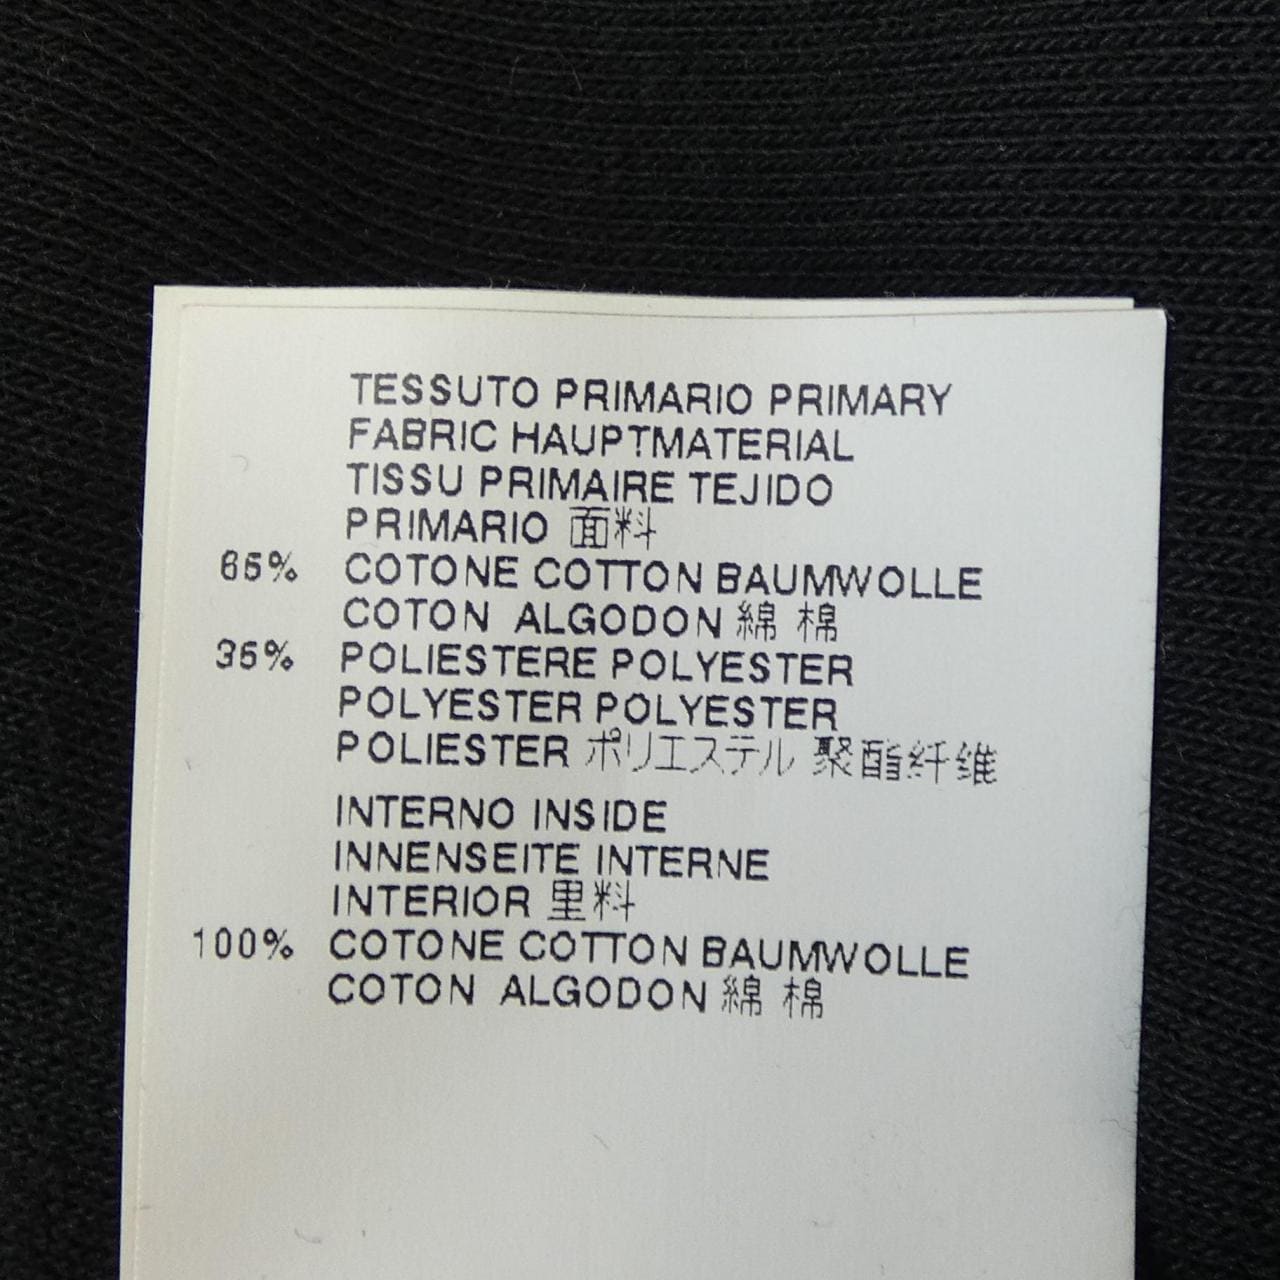 TESSUTO PRIMARIO PRIMARY
FABRIC HAUPTMATERIAL
TISSU PRIMAIRE TEJIDO
PRIMARIO 面料
65% COTONE COTTON BAUMWOLLE
COTON ALGODON 綿 棉
35% POLIESTERE POLYESTER
POLYESTER POLYESTER
POLIESTER ポリエステル 聚酯纤维
INTERNO INSIDE
INNENSEITE INTERNE
INTERIOR 里料
100% COTONE COTTON BAUMWOLLE
COTON ALGODON 綿 棉